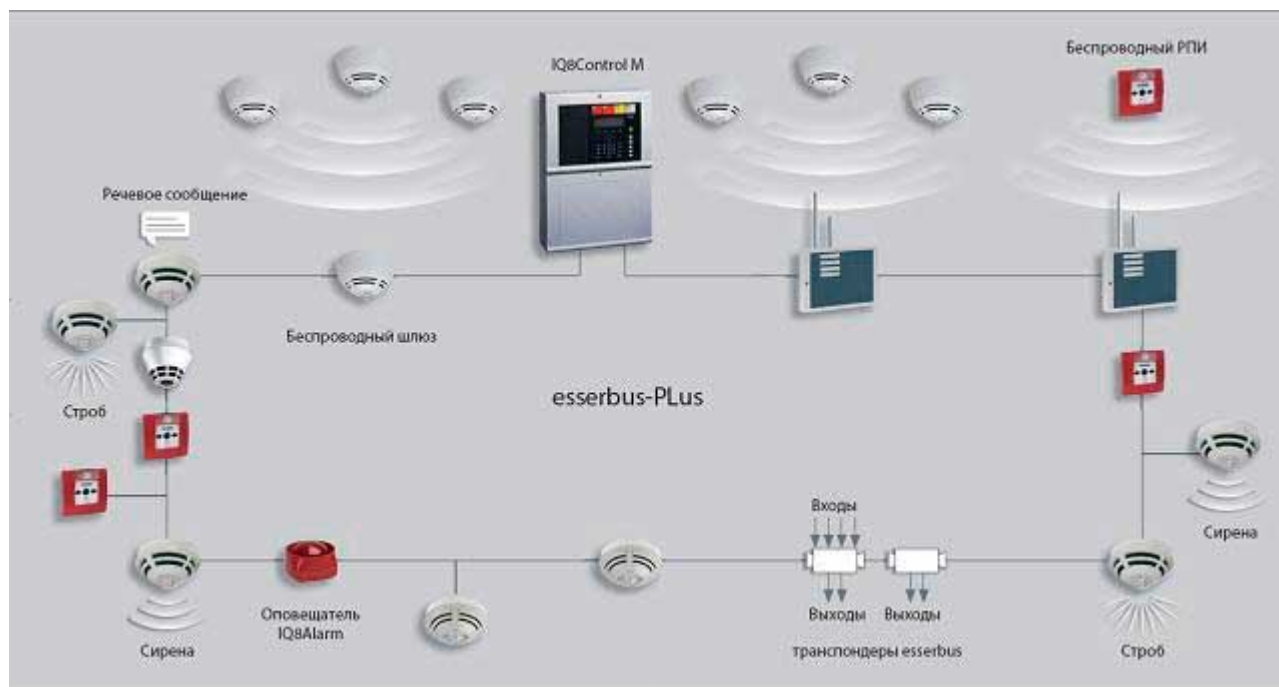 Беспроводный РПИ
IQ8Control M
Речевое сообщение
Беспроводный шлюз
esserbus-PLus
Строб
Входы
Сирена
Оповещатель
IQ8Alarm
Выходы
Выходы
Сирена
транспондеры esserbus
Строб